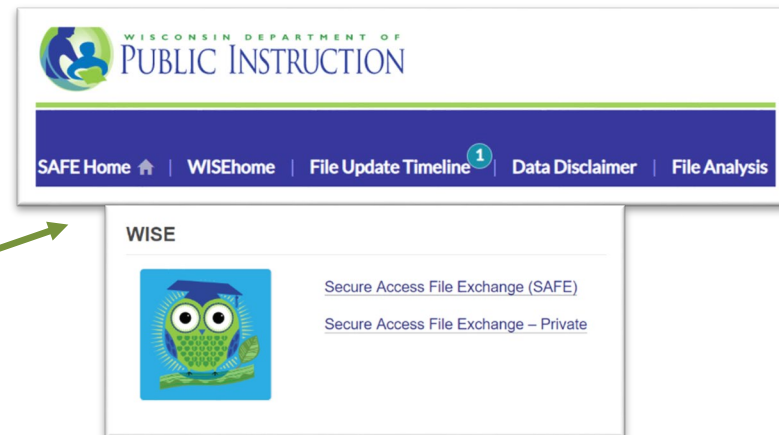 WISCONSIN DEPARTMENT OF
PUBLIC INSTRUCTION
SAFE Home | WISEhome | File Update Timeline 1 | Data Disclaimer | File Analysis
WISE
Secure Access File Exchange (SAFE)
Secure Access File Exchange – Private